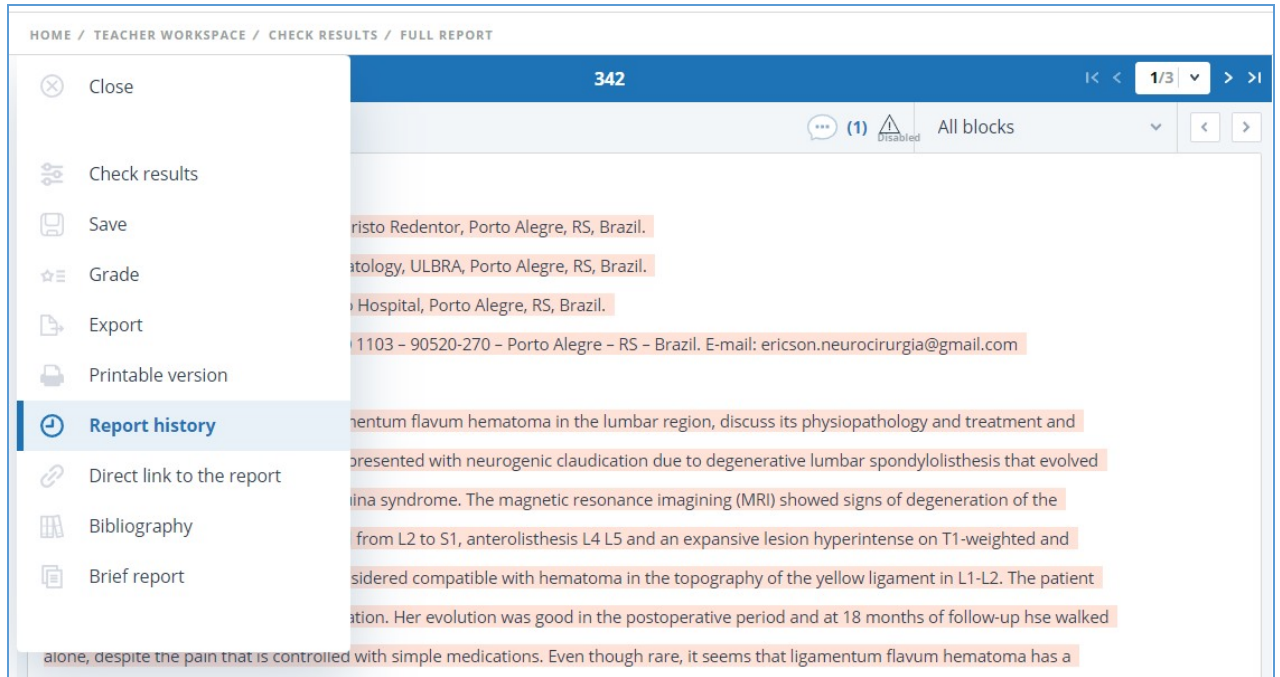 HOME / TEACHER WORKSPACE / CHECK RESULTS / FULL REPORT
Close
342
1/3
(1)
Disabled
All blocks
Check results
Save
Grade
Export
Printable version
Report history
Direct link to the report
Bibliography
Brief report
risto Redentor, Porto Alegre, RS, Brazil.
atology, ULBRA, Porto Alegre, RS, Brazil.
Hospital, Porto Alegre, RS, Brazil.
1103 – 90520-270 – Porto Alegre – RS – Brazil. E-mail: ericson.neurocirurgia@gmail.com
mentum flavum hematoma in the lumbar region, discuss its physiopathology and treatment and
presented with neurogenic claudication due to degenerative lumbar spondylolisthesis that evolved
ina syndrome. The magnetic resonance imagining (MRI) showed signs of degeneration of the
from L2 to S1, anterolisthesis L4 L5 and an expansive lesion hyperintense on T1-weighted and
sidered compatible with hematoma in the topography of the yellow ligament in L1-L2. The patient
ation. Her evolution was good in the postoperative period and at 18 months of follow-up hse walked
alone, despite the pain that is controlled with simple medications. Even though rare, it seems that ligamentum flavum hematoma has a